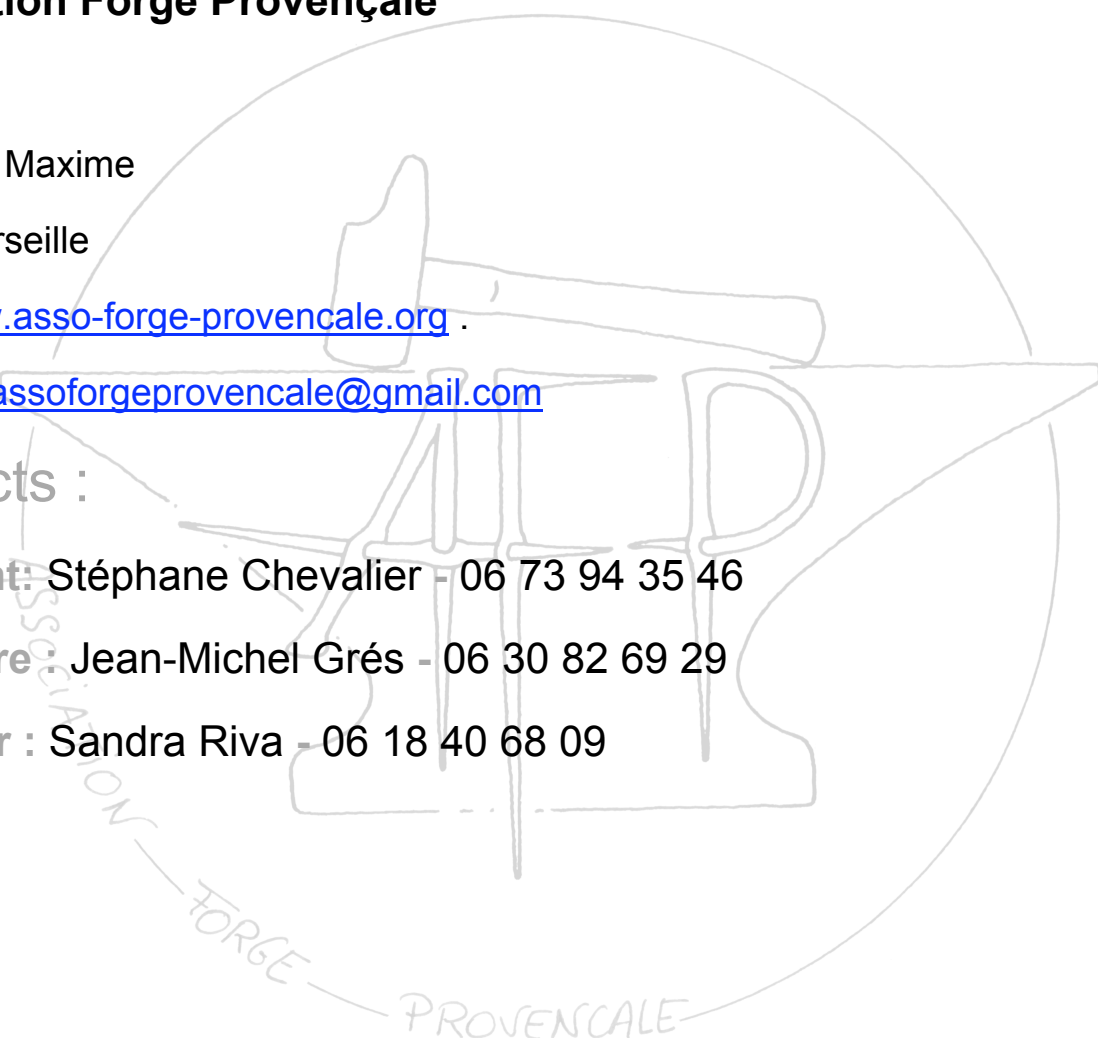 tion Forge Provençale
Maxime
rseille
.asso-forge-provencale.org .
assoforgeprovencale@gmail.com
cts :
nt: Stéphane Chevalier - 06 73 94 35 46
re : Jean-Michel Grés - 06 30 82 69 29
r : Sandra Riva - 06 18 40 68 09
AFP
ASSOCIATION FORGE PROVENCALE